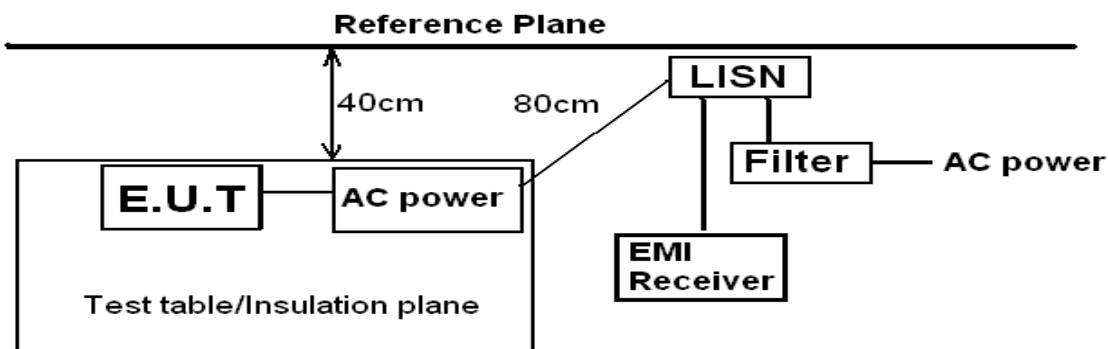 Reference Plane
40cm
80cm
LISN
Filter
AC power
E.U.T
AC power
EMI
Receiver
Test table/Insulation plane